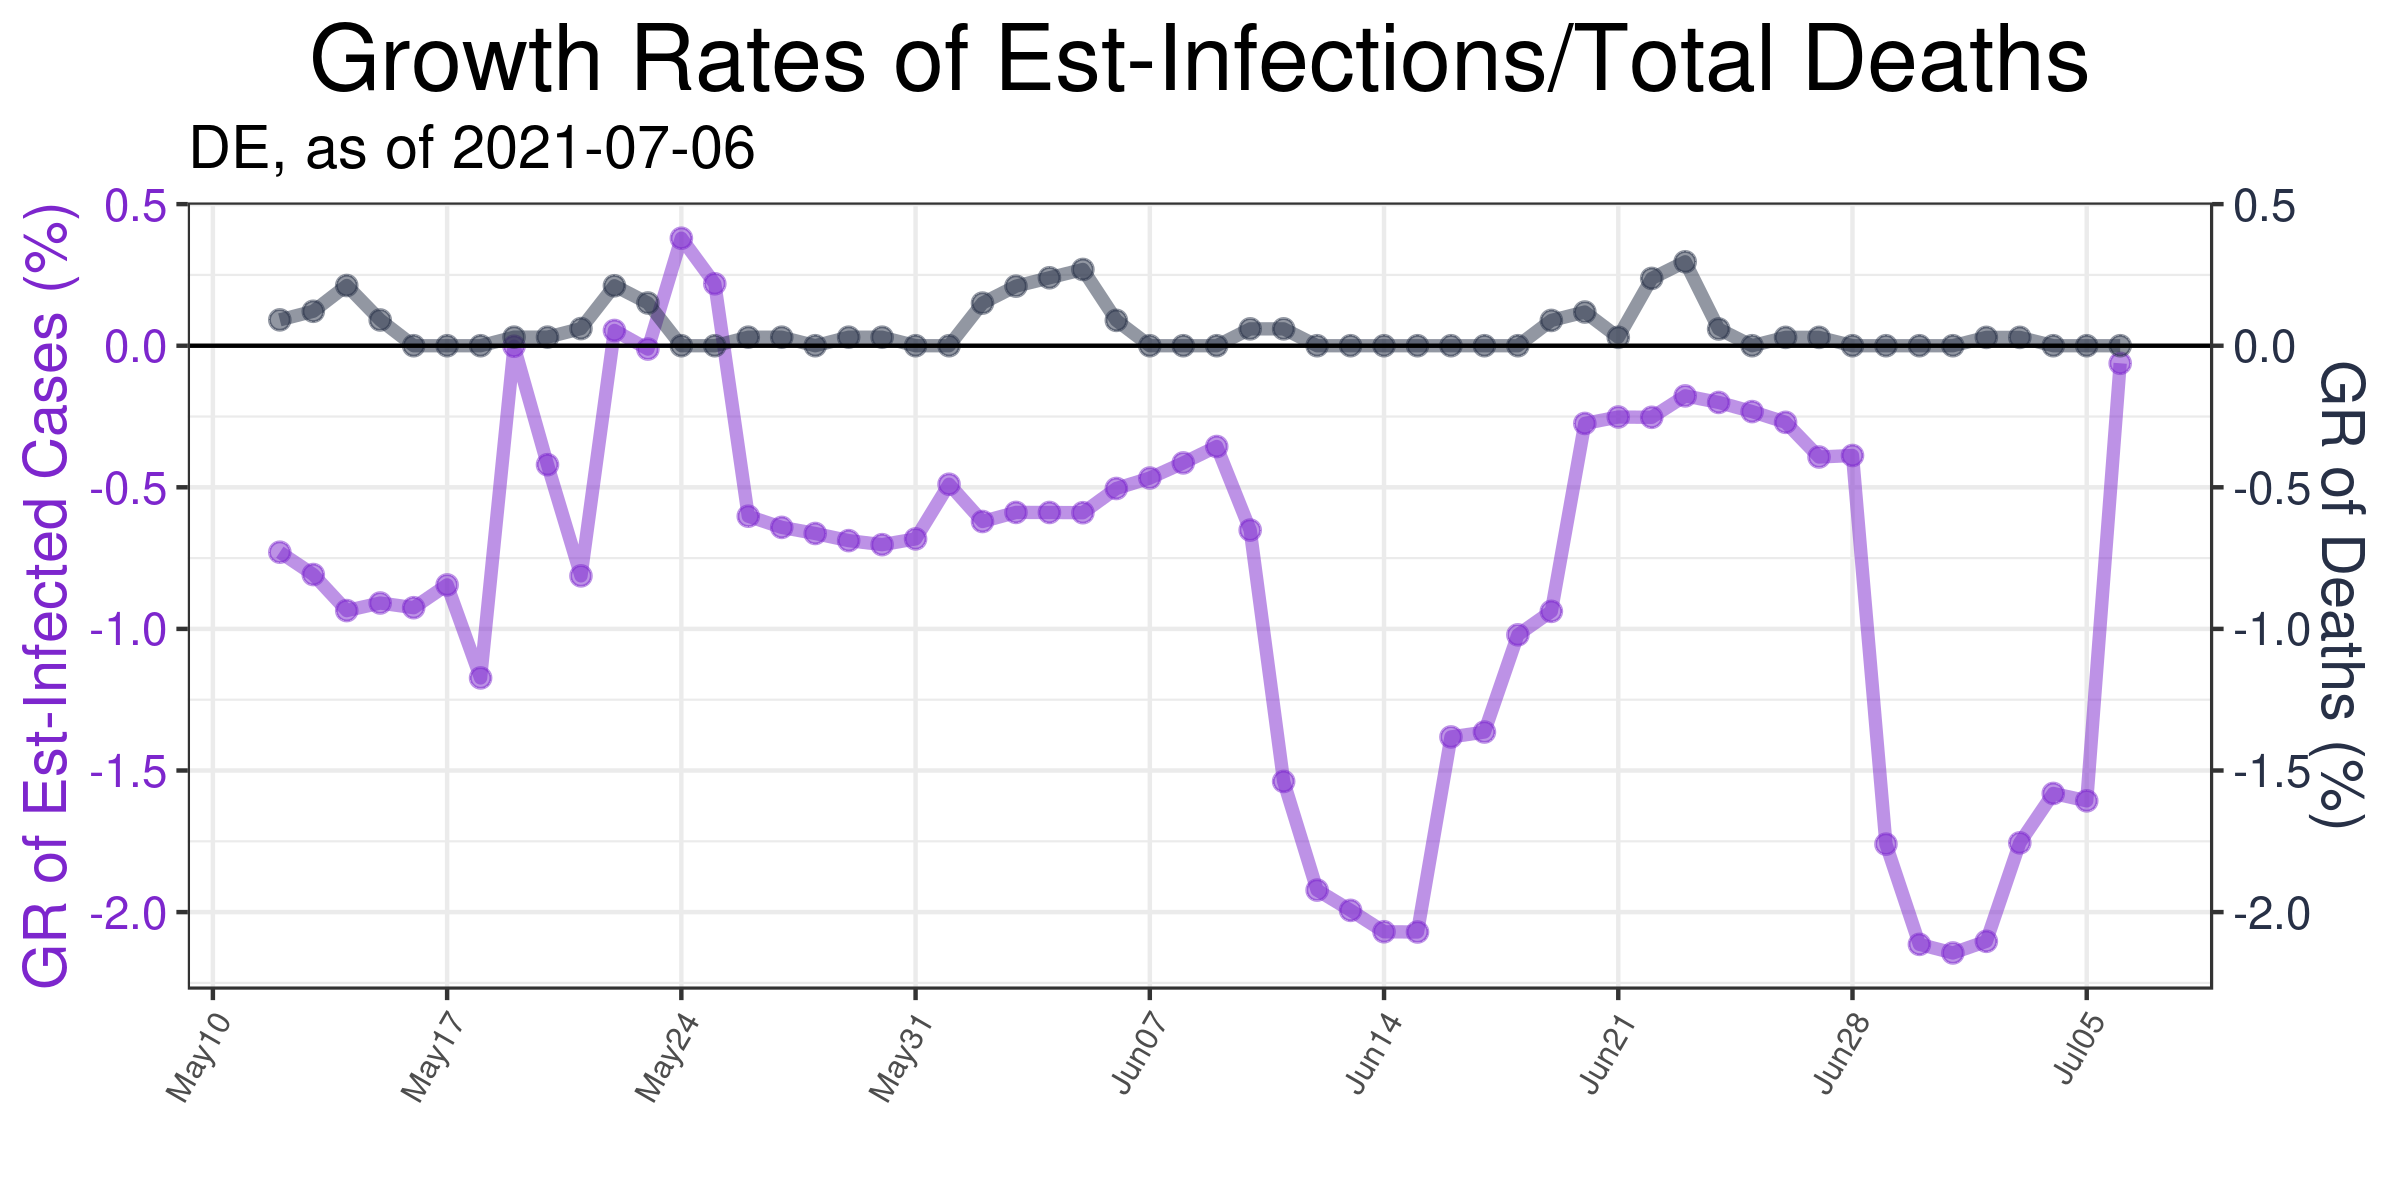 Growth Rates of Est-Infections/Total Deaths
DE, as of 2021-07-06
GR of Est-Infected Cases (%)
0.5
0.0
-0.5
-1.0
-1.5
-2.0
0.5
0.0
-0.5
-1.0
-1.5
-2.0
GR of Deaths (%)
May10
May17
May24
May31
Jun07
Jun14
Jun21
Jun28
Jul05